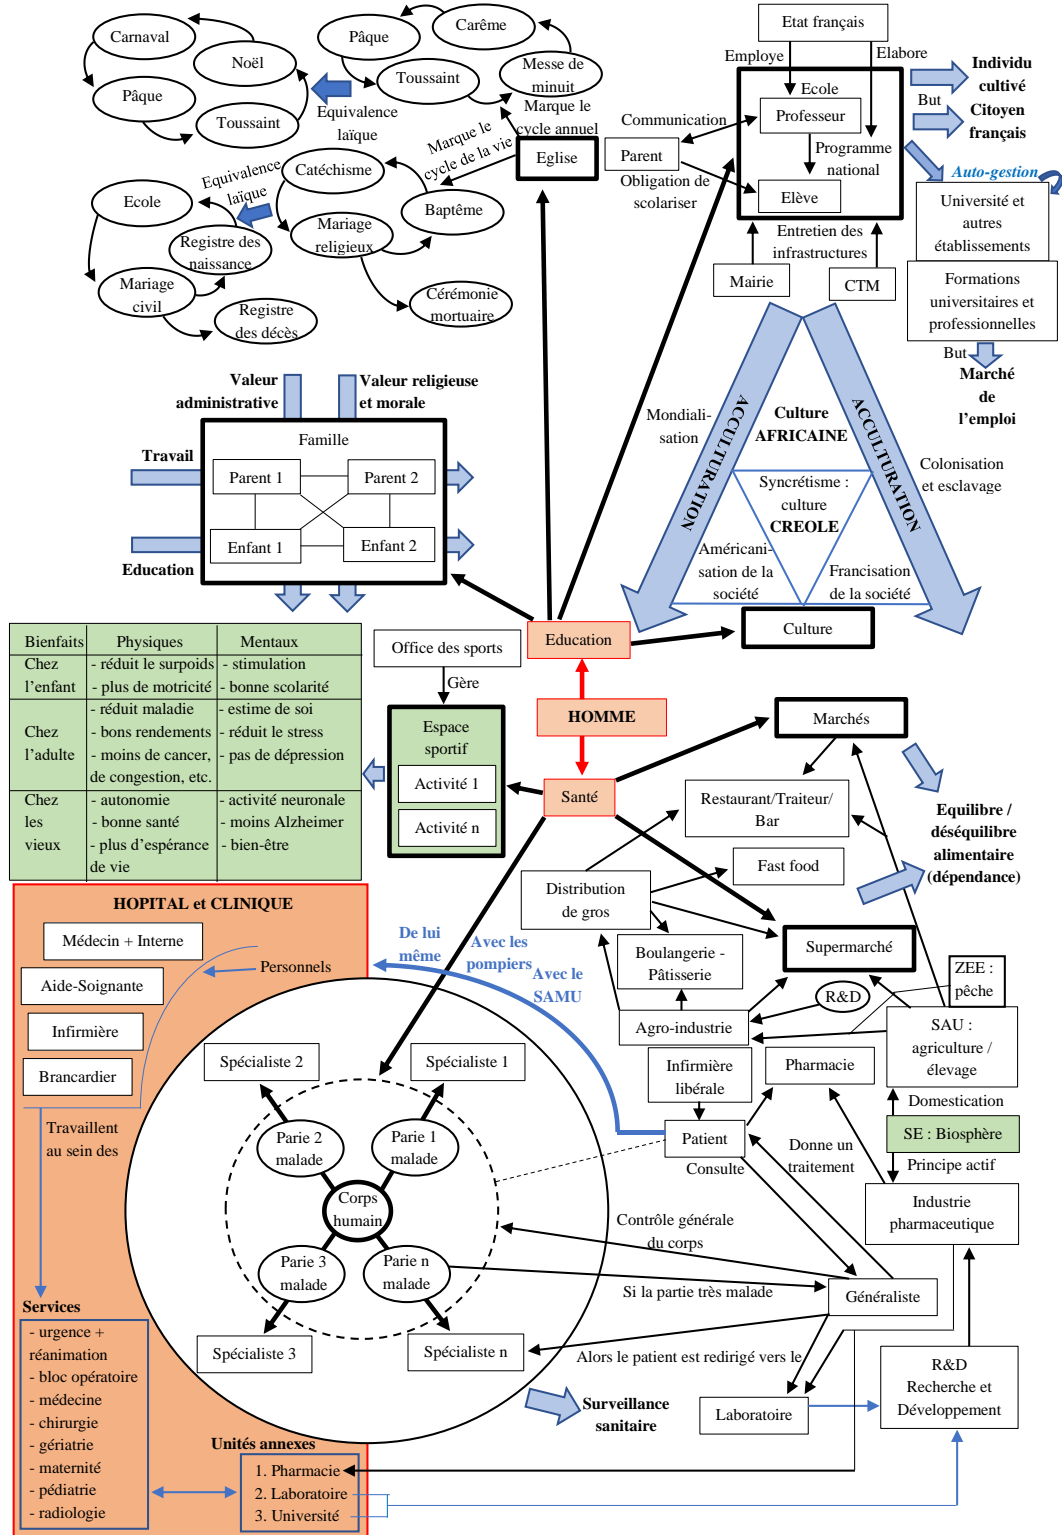 Carnaval
Noël
Pâque
Toussaint
Pâque
Carême
Toussaint
Messe de
minuit
Equivalence
laïque
Marque le
cycle annuel
Marque le
cycle de la vie
Eglise
Catéchisme
Baptême
Mariage
religieux
Cérémonie
mortuaire
Equivalence
laïque
Ecole
Registre des
naissance
Mariage
civil
Registre
des décès
Etat français
Employe
Elabore
Ecole
Professeur
Programme
national
Elève
Communication
Parent
Obligation de
scolariser
Individu
cultivé
But
Citoyen
français
Auto-gestion
Université et
autres
établissements
Formations
universitaires et
professionnelles
But
Marché
de
l’emploi
Entretien des
infrastructures
Mairie
CTM
Valeur
administrative
Valeur religieuse
et morale
Famille
Travail
Parent 1
Parent 2
Enfant 1
Enfant 2
Education
Mondiali-
sation
ACCULTURATION
ACCULTURATION
Culture
AFRICAINE
Syncrétisme :
culture
CREOLE
Colonisation
et esclavage
Américani-
sation de la
société
Francisation
de la société
Culture
Education
HOMME
Santé
Office des sports
Gère
Espace
sportif
Activité 1
Activité n
Bienfaits Physiques Mentaux
Chez - réduit le surpoids - stimulation
l’enfant - plus de motricité - bonne scolarité
- réduit maladie - estime de soi
Chez - bons rendements - réduit le stress
l’adulte - moins de cancer, - pas de dépression
de congestion, etc.
Chez - autonomie - activité neuronale
les - bonne santé - moins Alzheimer
vieux - plus d’espérance - bien-être
de vie
Marchés
Restaurant/Traiteur/
Bar
Fast food
Equilibre /
déséquilibre
alimentaire
(dépendance)
Distribution
de gros
Boulangerie -
Pâtisserie
Supermarché
ZEE :
pêche
R&D
Agro-industrie
SAU :
agriculture /
élevage
Infirmière
libérale
Pharmacie
Domestication
SE : Biosphère
Principe actif
Industrie
pharmaceutique
Patient
Consulte
Donne un
traitement
HOPITAL et CLINIQUE
Médecin + Interne
Personnels
Aide-Soignante
Infirmière
Brancardier
Travaillent
au sein des
De lui
même
Avec les
pompiers
Avec le
SAMU
Spécialiste 2
Spécialiste 1
Parie 2
malade
Parie 1
malade
Corps
humain
Parie 3
malade
Parie n
malade
Spécialiste 3
Spécialiste n
Contrôle générale
du corps
Si la partie très malade
Généraliste
Alors le patient est redirigé vers le
Laboratoire
R&D
Recherche et
Développement
Surveillance
sanitaire
Services
- urgence +
réanimation
- bloc opératoire
- médecine
- chirurgie
- gériatrie
- maternité
- pédiatrie
- radiologie
Unités annexes
1. Pharmacie
2. Laboratoire
3. Université